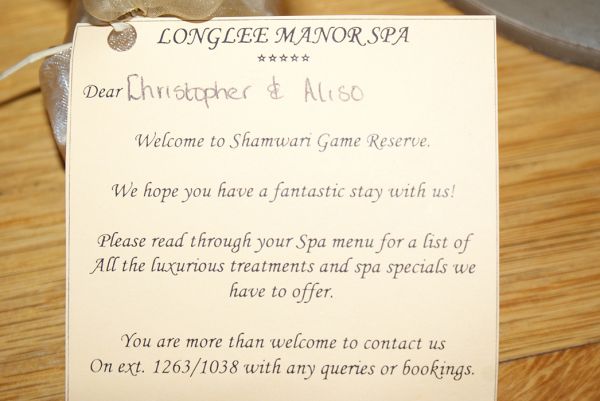 LONGLEE MANOR SPA
☆☆☆☆☆
Dear Christopher & Aliso
Welcome to Shamwari Game Reserve.
We hope you have a fantastic stay with us!
Please read through your Spa menu for a list of
All the luxurious treatments and spa specials we
have to offer.
You are more than welcome to contact us
On ext. 1263/1038 with any queries or bookings.